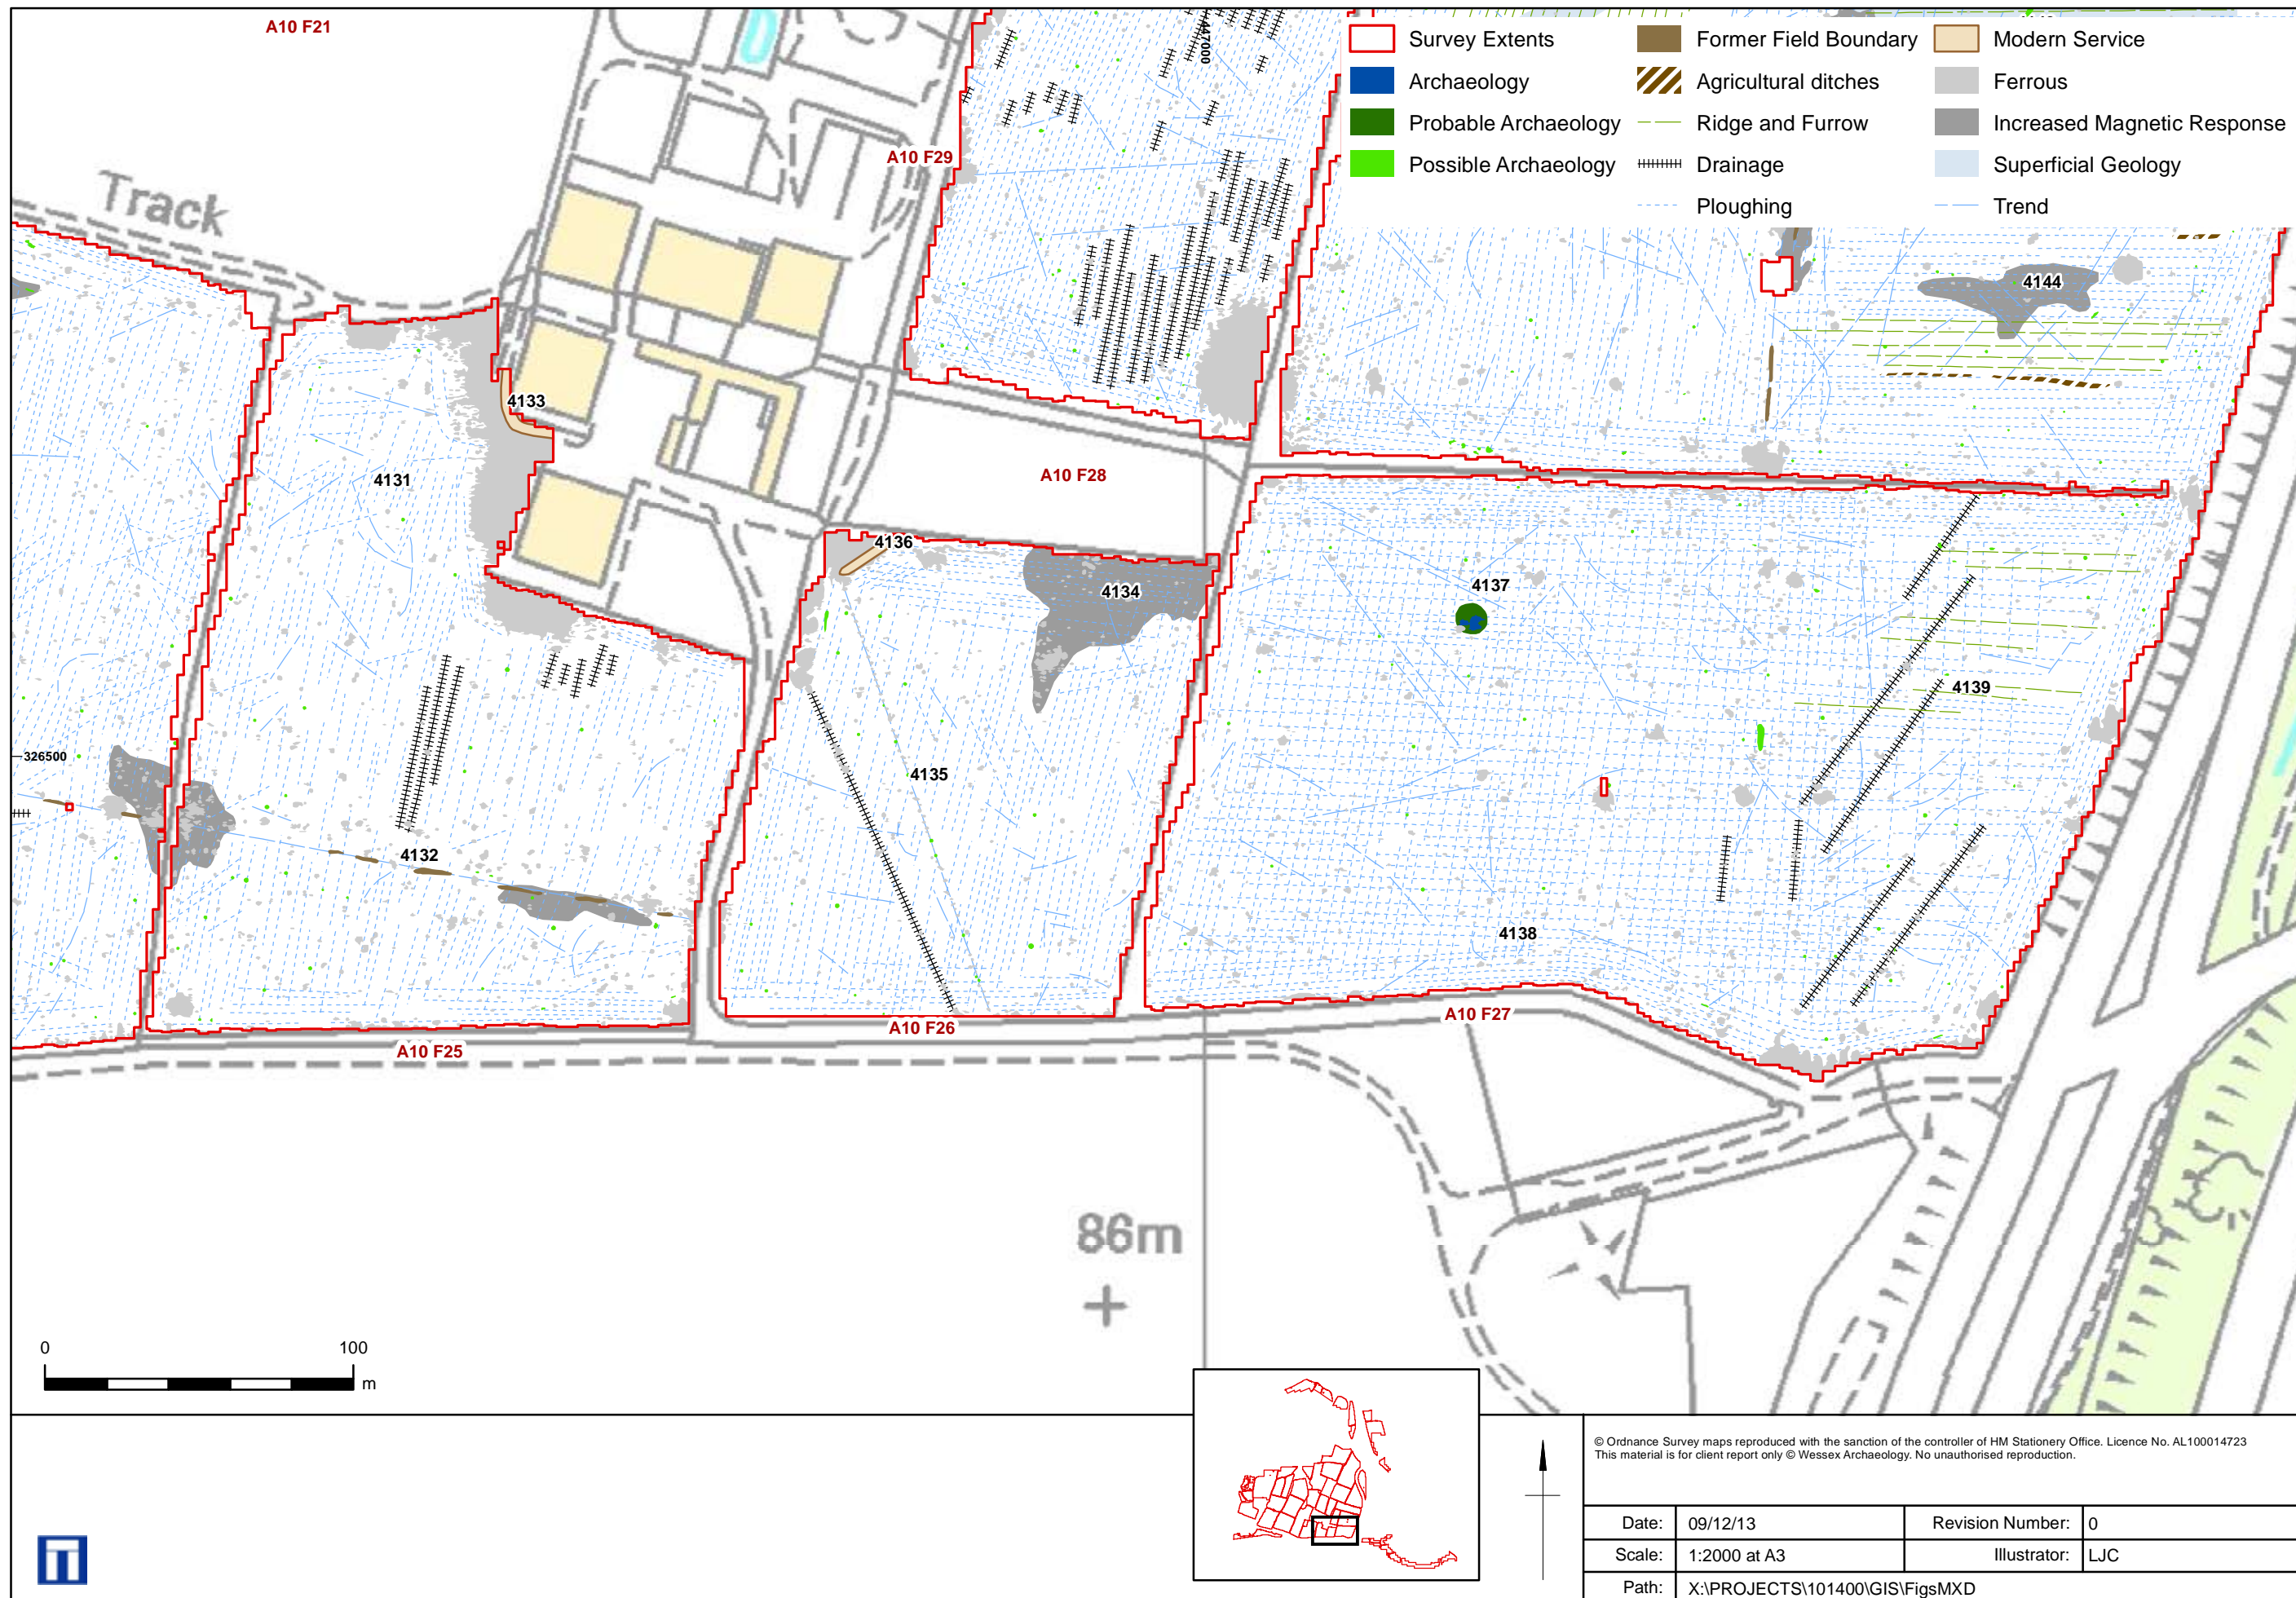 A10 F21
447000
Survey Extents
Archaeology
Probable Archaeology
Possible Archaeology
Former Field Boundary
Agricultural ditches
Ridge and Furrow
Drainage
Ploughing
Modern Service
Ferrous
Increased Magnetic Response
Superficial Geology
Trend
A10 F29
Track
4144
4133
4131
A10 F28
4136
4134
4137
4139
326500
4135
4132
4138
A10 F27
A10 F26
A10 F25
86m
0 100
m
© Ordnance Survey maps reproduced with the sanction of the controller of HM Stationery Office. Licence No. AL100014723
This material is for client report only © Wessex Archaeology. No unauthorised reproduction.
Date: 09/12/13 Revision Number: 0
Scale: 1:2000 at A3 Illustrator: LJC
Path: X:\PROJECTS\101400\GIS\FigsMXD